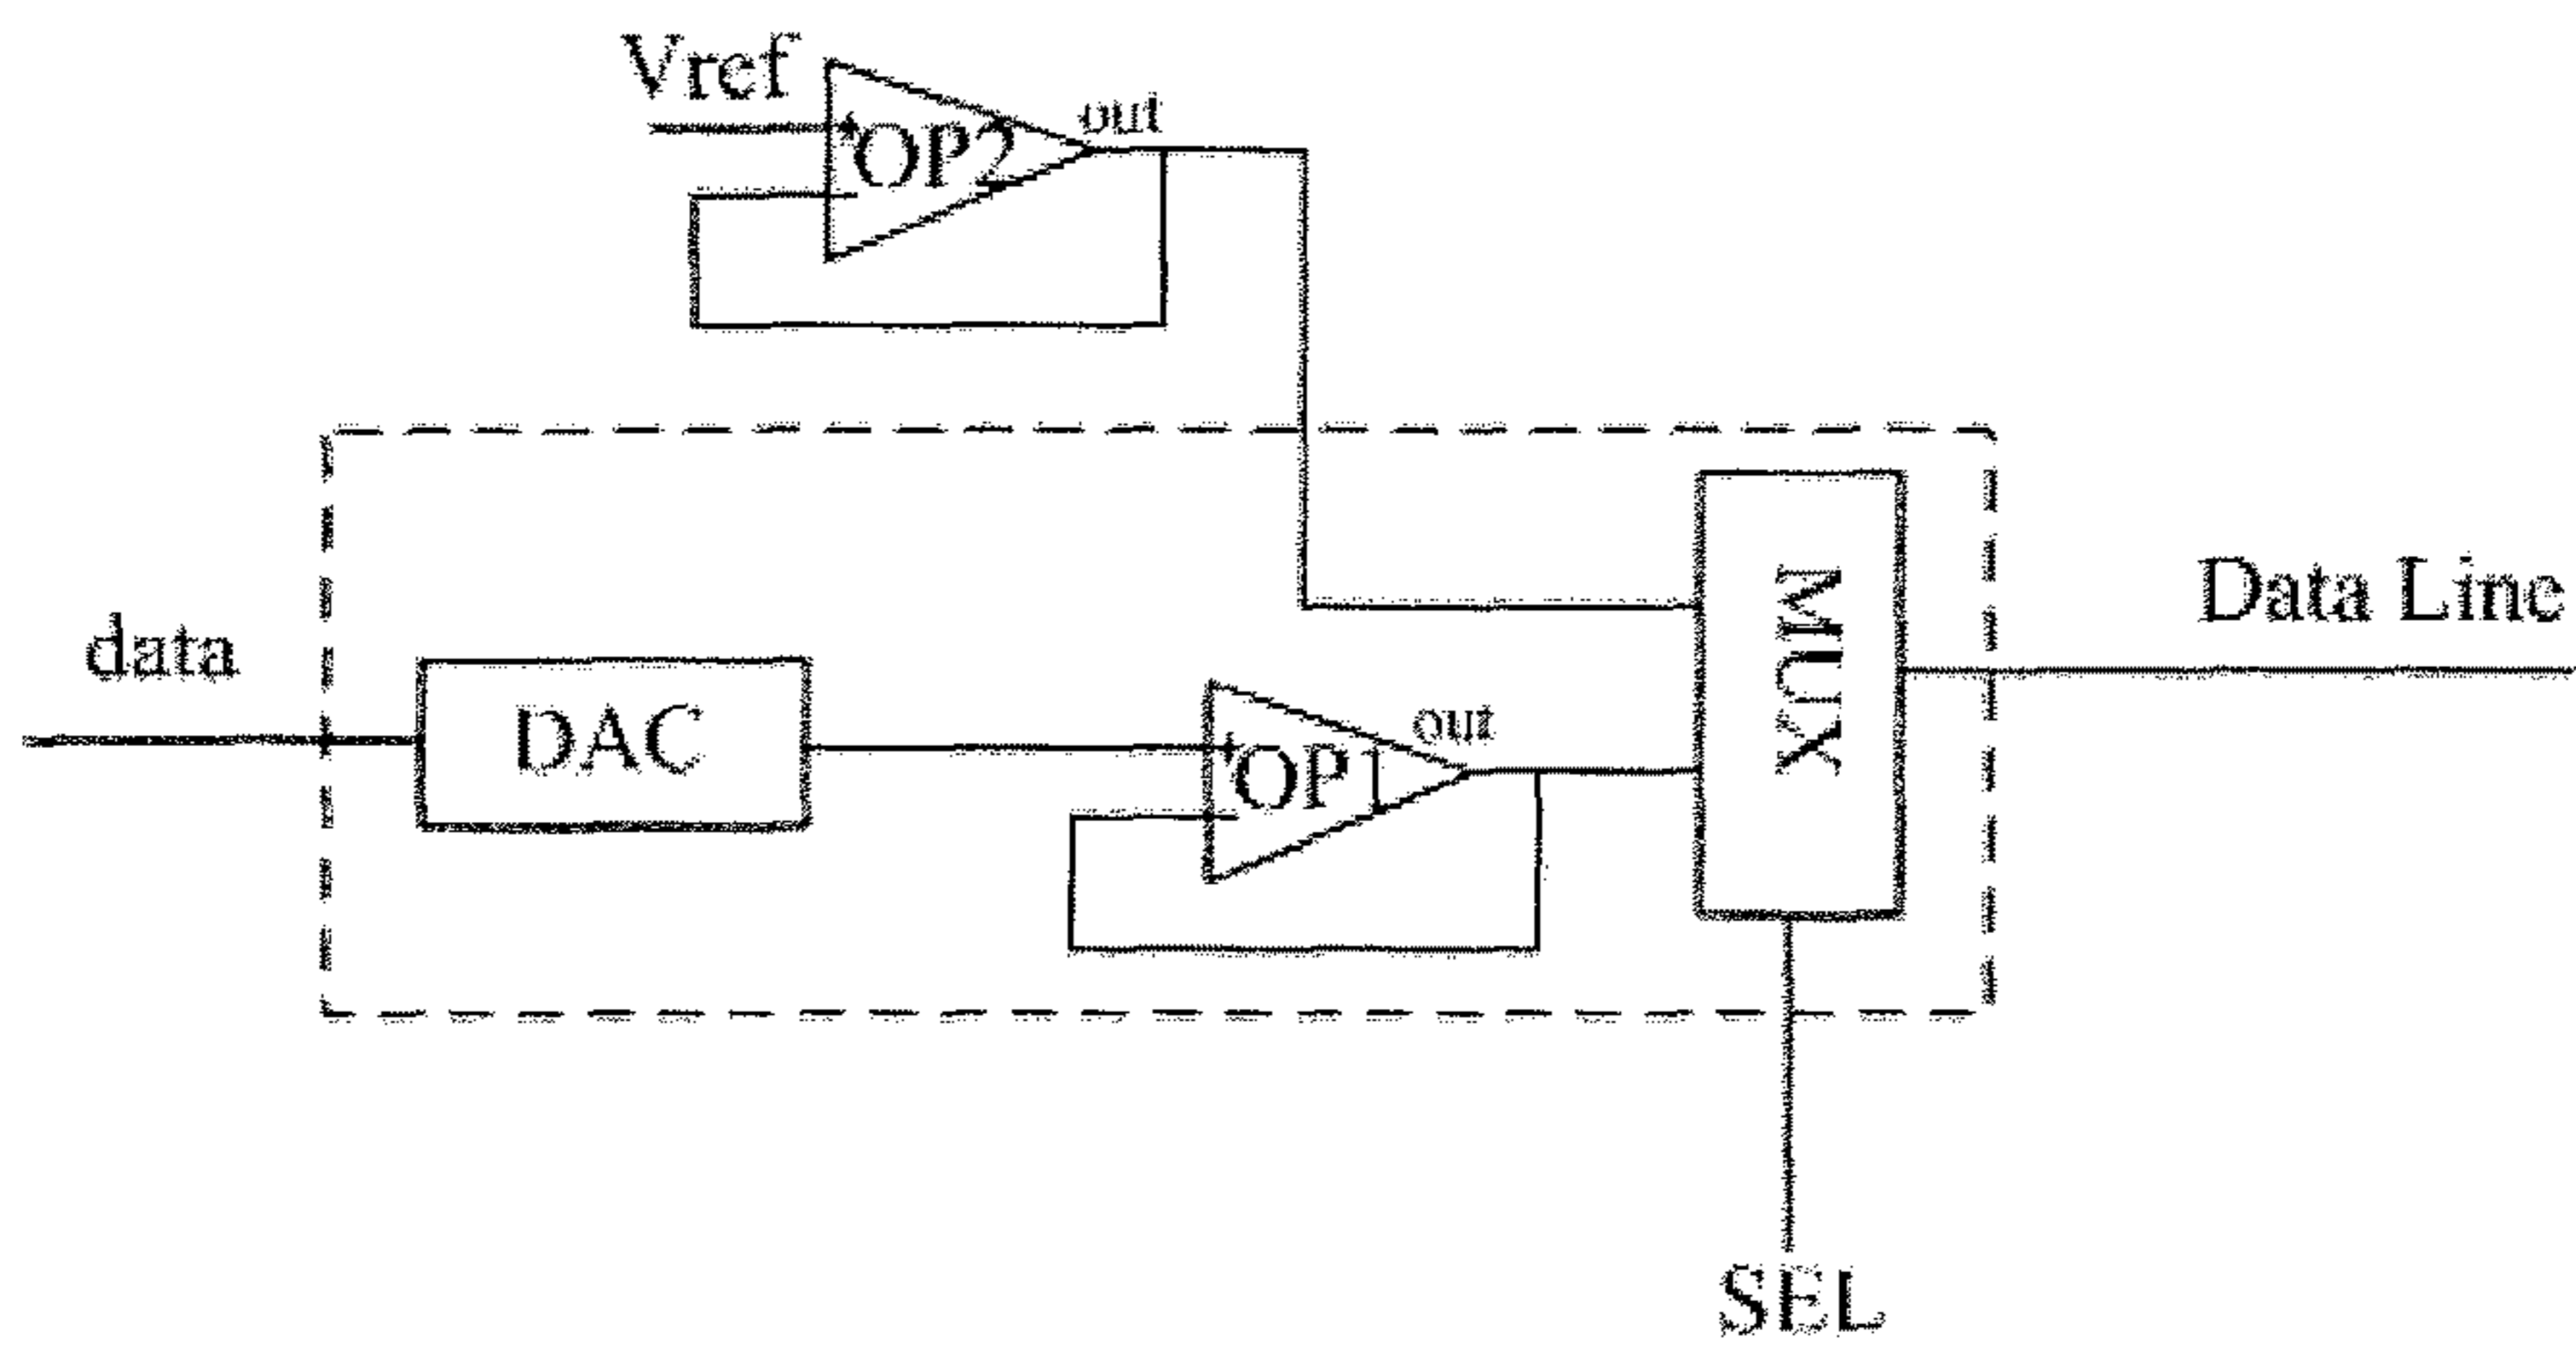 Vref
+
OP2
out
data
DAC
+
OP1
out
MUX
Data Line
SEL